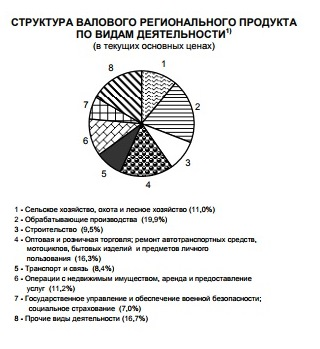 СТРУКТУРА ВАЛОВОГО РЕГИОНАЛЬНОГО ПРОДУКТА
ПО ВИДАМ ДЕЯТЕЛЬНОСТИ1)
(в текущих основных ценах)
1
8
2
7
6
3
5
4
1 - Сельское хозяйство, охота и лесное хозяйство (11,0%)
2 - Обрабатывающие производства (19,9%)
3 - Строительство (9,5%)
4 - Оптовая и розничная торговля; ремонт автотранспортных средств,
мотоциклов, бытовых изделий и предметов личного
пользования (16,3%)
5 - Транспорт и связь (8,4%)
6 - Операции с недвижимым имуществом, аренда и предоставление
услуг (11,2%)
7 - Государственное управление и обеспечение военной безопасности;
социальное страхование (7,0%)
8 - Прочие виды деятельности (16,7%)